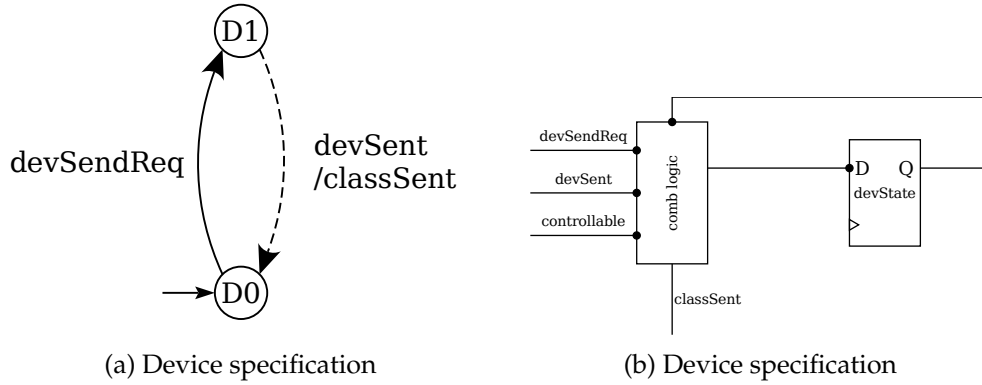 D1
devSendReq
devSent
/classSent
D0
(a) Device specification
devSendReq
devSent
controllable
comb logic
D Q
devState
classSent
(b) Device specification